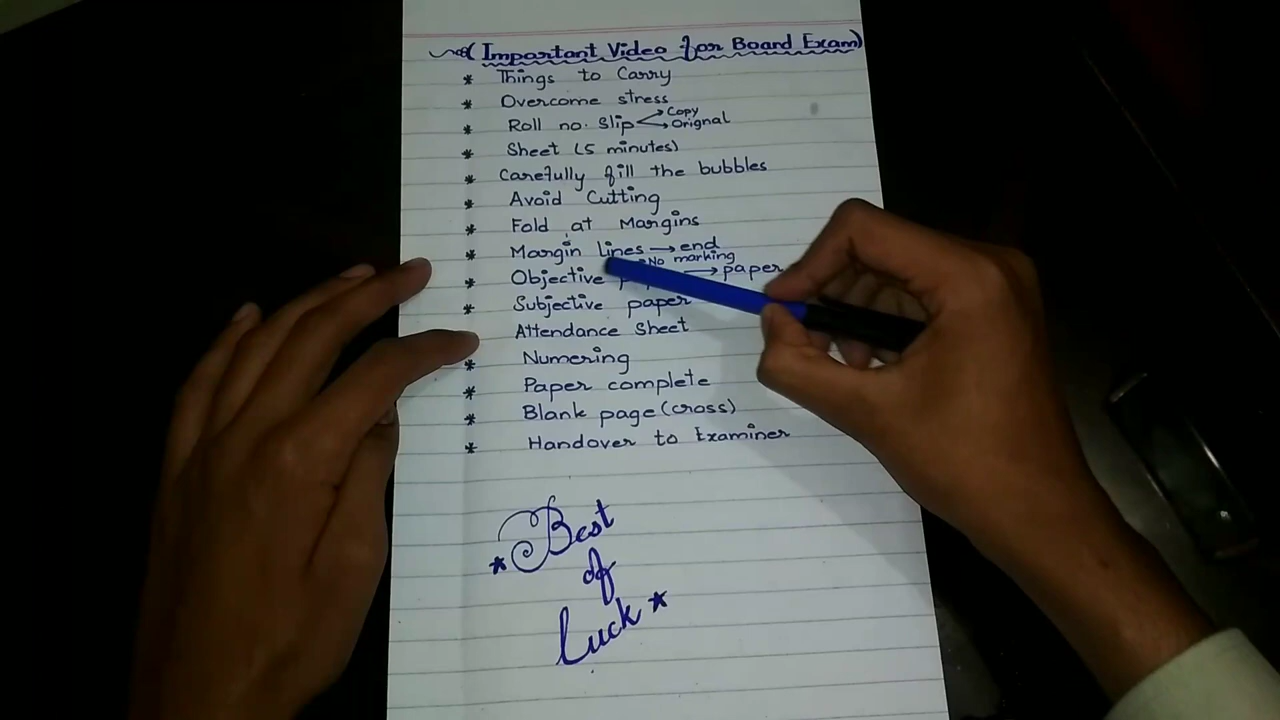 (Important Video for Board Exam)
* Things to Carry
* Overcome stress
* Roll no. Slip → Copy → Orignal
* Sheet (5 minutes)
* Carefully fill the bubbles
* Avoid Cutting
* Fold at Margins
* Margin lines → end
No marking
* Objective → paper
* Subjective paper
Attendance Sheet
* Numering
* Paper complete
* Blank page (cross)
* Handover to Examiner
* Best
of
Luck *